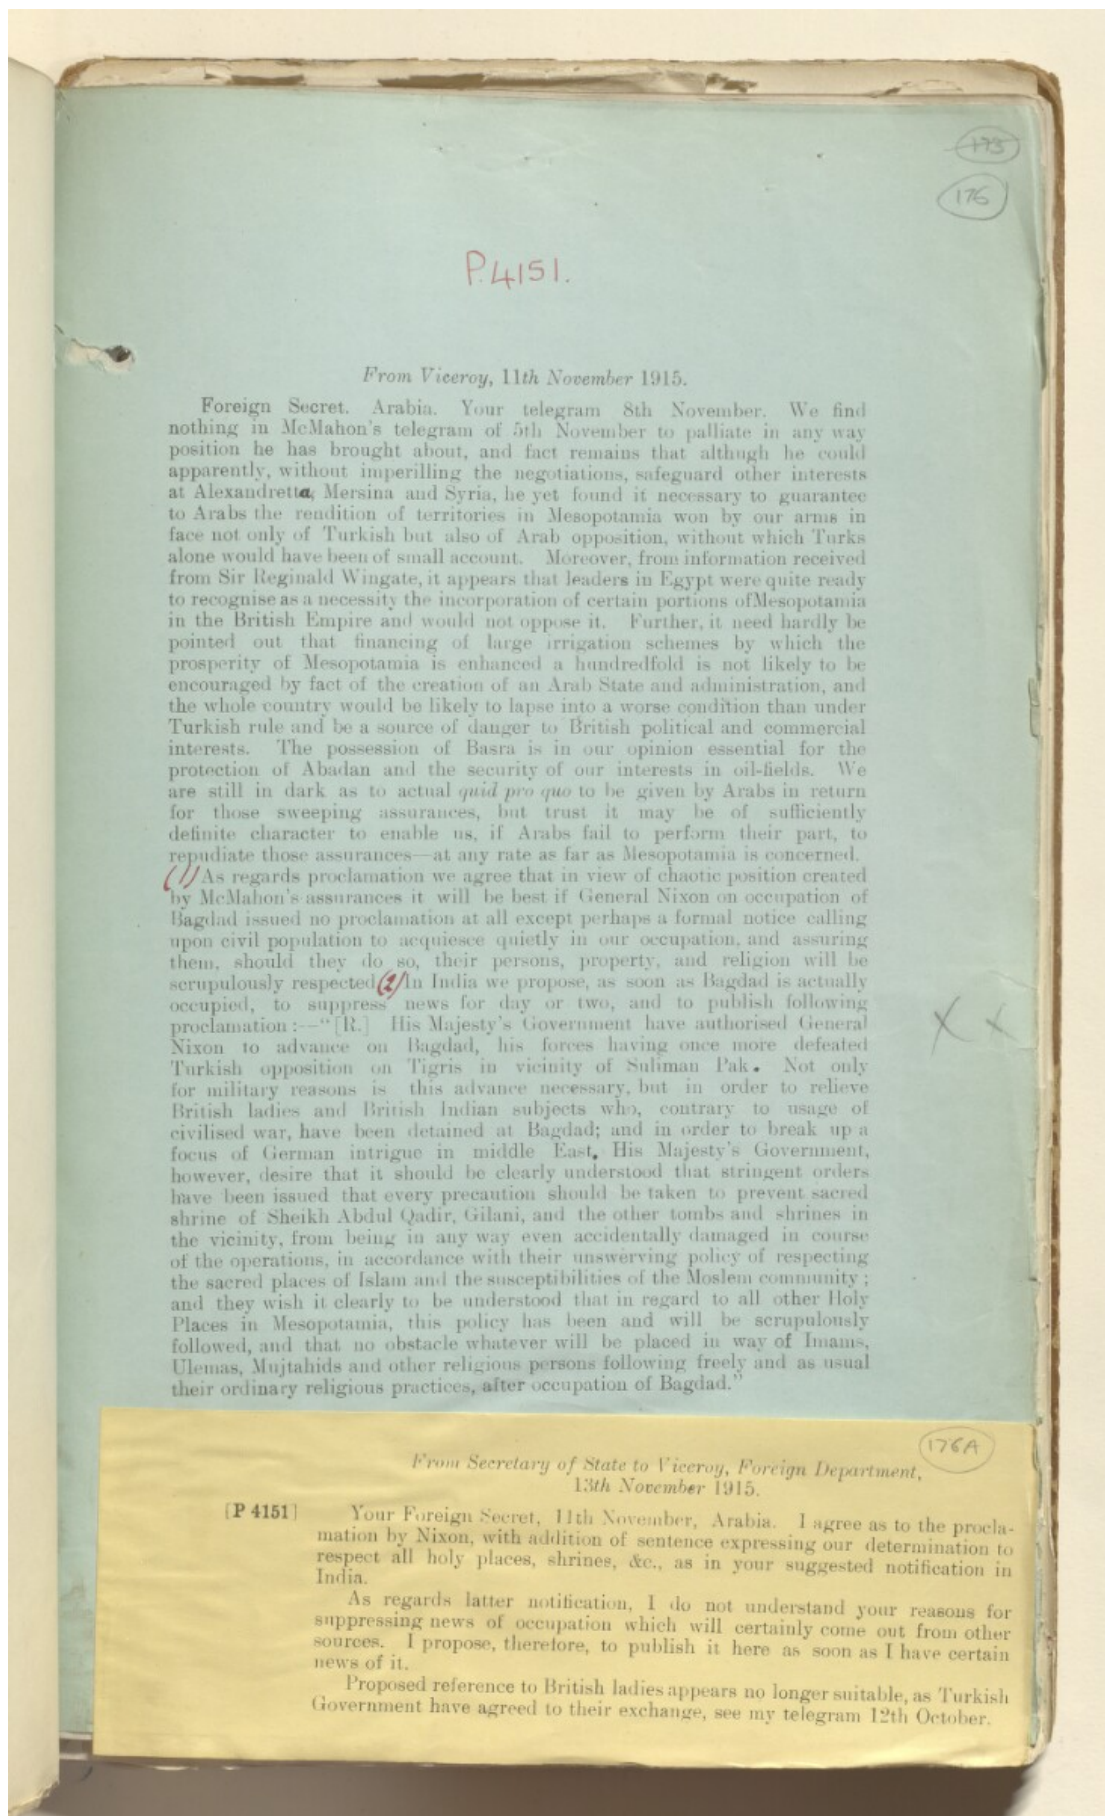 175
176
P.4151.
From Viceroy, 11th November 1915.
Foreign Secret. Arabia. Your telegram 8th November. We find
nothing in McMahon's telegram of 5th November to palliate in any way
position he has brought about, and fact remains that althugh he could
apparently, without imperilling the negotiations, safeguard other interests
at Alexandretta, Mersina and Syria, he yet found it necessary to guarantee
to Arabs the rendition of territories in Mesopotamia won by our arms in
face not only of Turkish but also of Arab opposition, without which Turks
alone would have been of small account. Moreover, from information received
from Sir Reginald Wingate, it appears that leaders in Egypt were quite ready
to recognise as a necessity the incorporation of certain portions of Mesopotamia
in the British Empire and would not oppose it. Further, it need hardly be
pointed out that financing of large irrigation schemes by which the
prosperity of Mesopotamia is enhanced a hundredfold is not likely to be
encouraged by fact of the creation of an Arab State and administration, and
the whole country would be likely to lapse into a worse condition than under
Turkish rule and be a source of danger to British political and commercial
interests. The possession of Basra is in our opinion essential for the
protection of Abadan and the security of our interests in oil-fields. We
are still in dark as to actual quid pro quo to be given by Arabs in return
for those sweeping assurances, but trust it may be of sufficiently
definite character to enable us, if Arabs fail to perform their part, to
repudiate those assurances—at any rate as far as Mesopotamia is concerned.
(1) As regards proclamation we agree that in view of chaotic position created
by McMahon's assurances it will be best if General Nixon on occupation of
Bagdad issued no proclamation at all except perhaps a formal notice calling
upon civil population to acquiesce quietly in our occupation, and assuring
them, should they do so, their persons, property, and religion will be
scrupulously respected (2) In India we propose, as soon as Bagdad is actually
occupied, to suppress news for day or two, and to publish following
proclamation:—"[R.] His Majesty's Government have authorised General
Nixon to advance on Bagdad, his forces having once more defeated
Turkish opposition on Tigris in vicinity of Suliman Pak. Not only
for military reasons is this advance necessary, but in order to relieve
British ladies and British Indian subjects who, contrary to usage of
civilised war, have been detained at Bagdad; and in order to break up a
focus of German intrigue in middle East. His Majesty's Government,
however, desire that it should be clearly understood that stringent orders
have been issued that every precaution should be taken to prevent sacred
shrine of Sheikh Abdul Qadir, Gilani, and the other tombs and shrines in
the vicinity, from being in any way even accidentally damaged in course
of the operations, in accordance with their unswerving policy of respecting
the sacred places of Islam and the susceptibilities of the Moslem community;
and they wish it clearly to be understood that in regard to all other Holy
Places in Mesopotamia, this policy has been and will be scrupulously
followed, and that no obstacle whatever will be placed in way of Imams,
Ulemas, Mujtahids and other religious persons following freely and as usual
their ordinary religious practices, after occupation of Bagdad."
X X
176A
From Secretary of State to Viceroy, Foreign Department,
13th November 1915.
[P 4151] Your Foreign Secret, 11th November, Arabia. I agree as to the procla-
mation by Nixon, with addition of sentence expressing our determination to
respect all holy places, shrines, &c., as in your suggested notification in
India.
As regards latter notification, I do not understand your reasons for
suppressing news of occupation which will certainly come out from other
sources. I propose, therefore, to publish it here as soon as I have certain
news of it.
Proposed reference to British ladies appears no longer suitable, as Turkish
Government have agreed to their exchange, see my telegram 12th October.